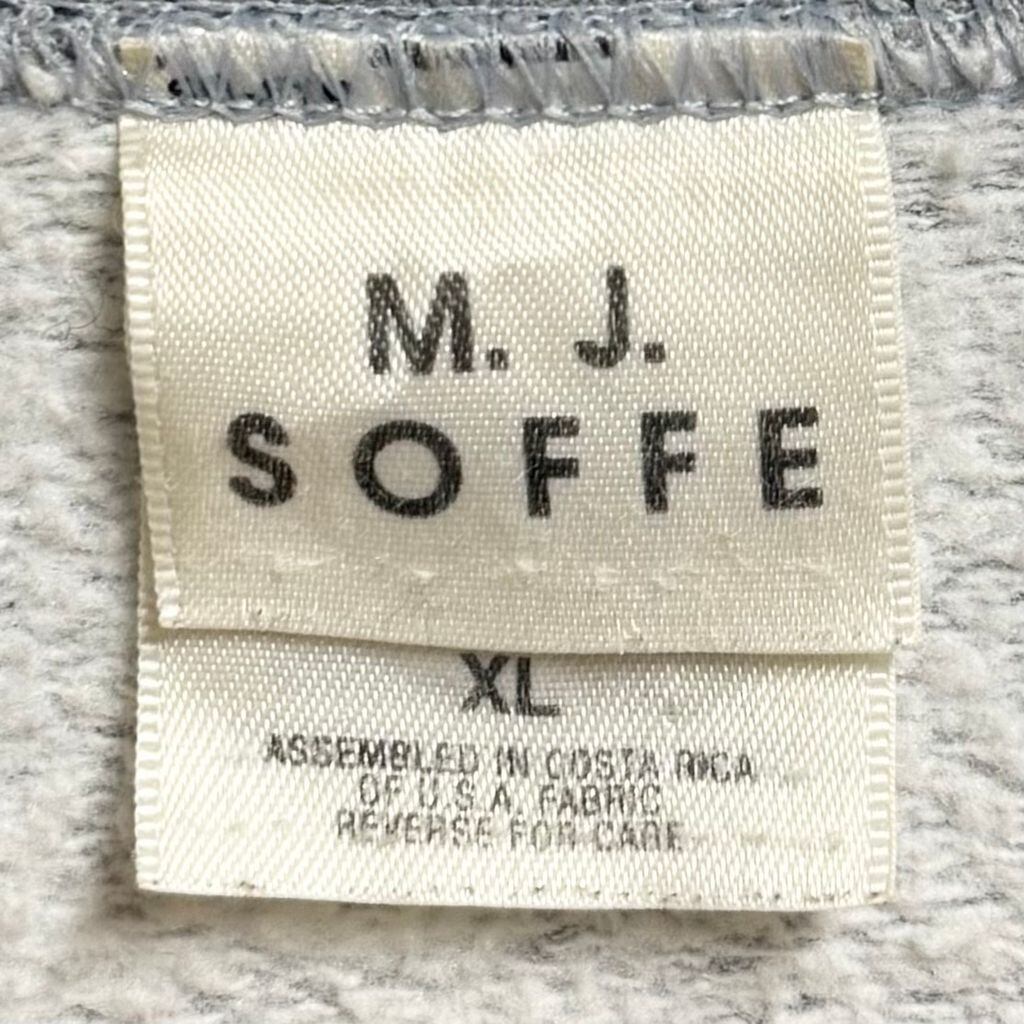 M. J.
SOFFE
XL
ASSEMBLED IN COSTA RICA
OF U.S.A. FABRIC
REVERSE FOR CARE